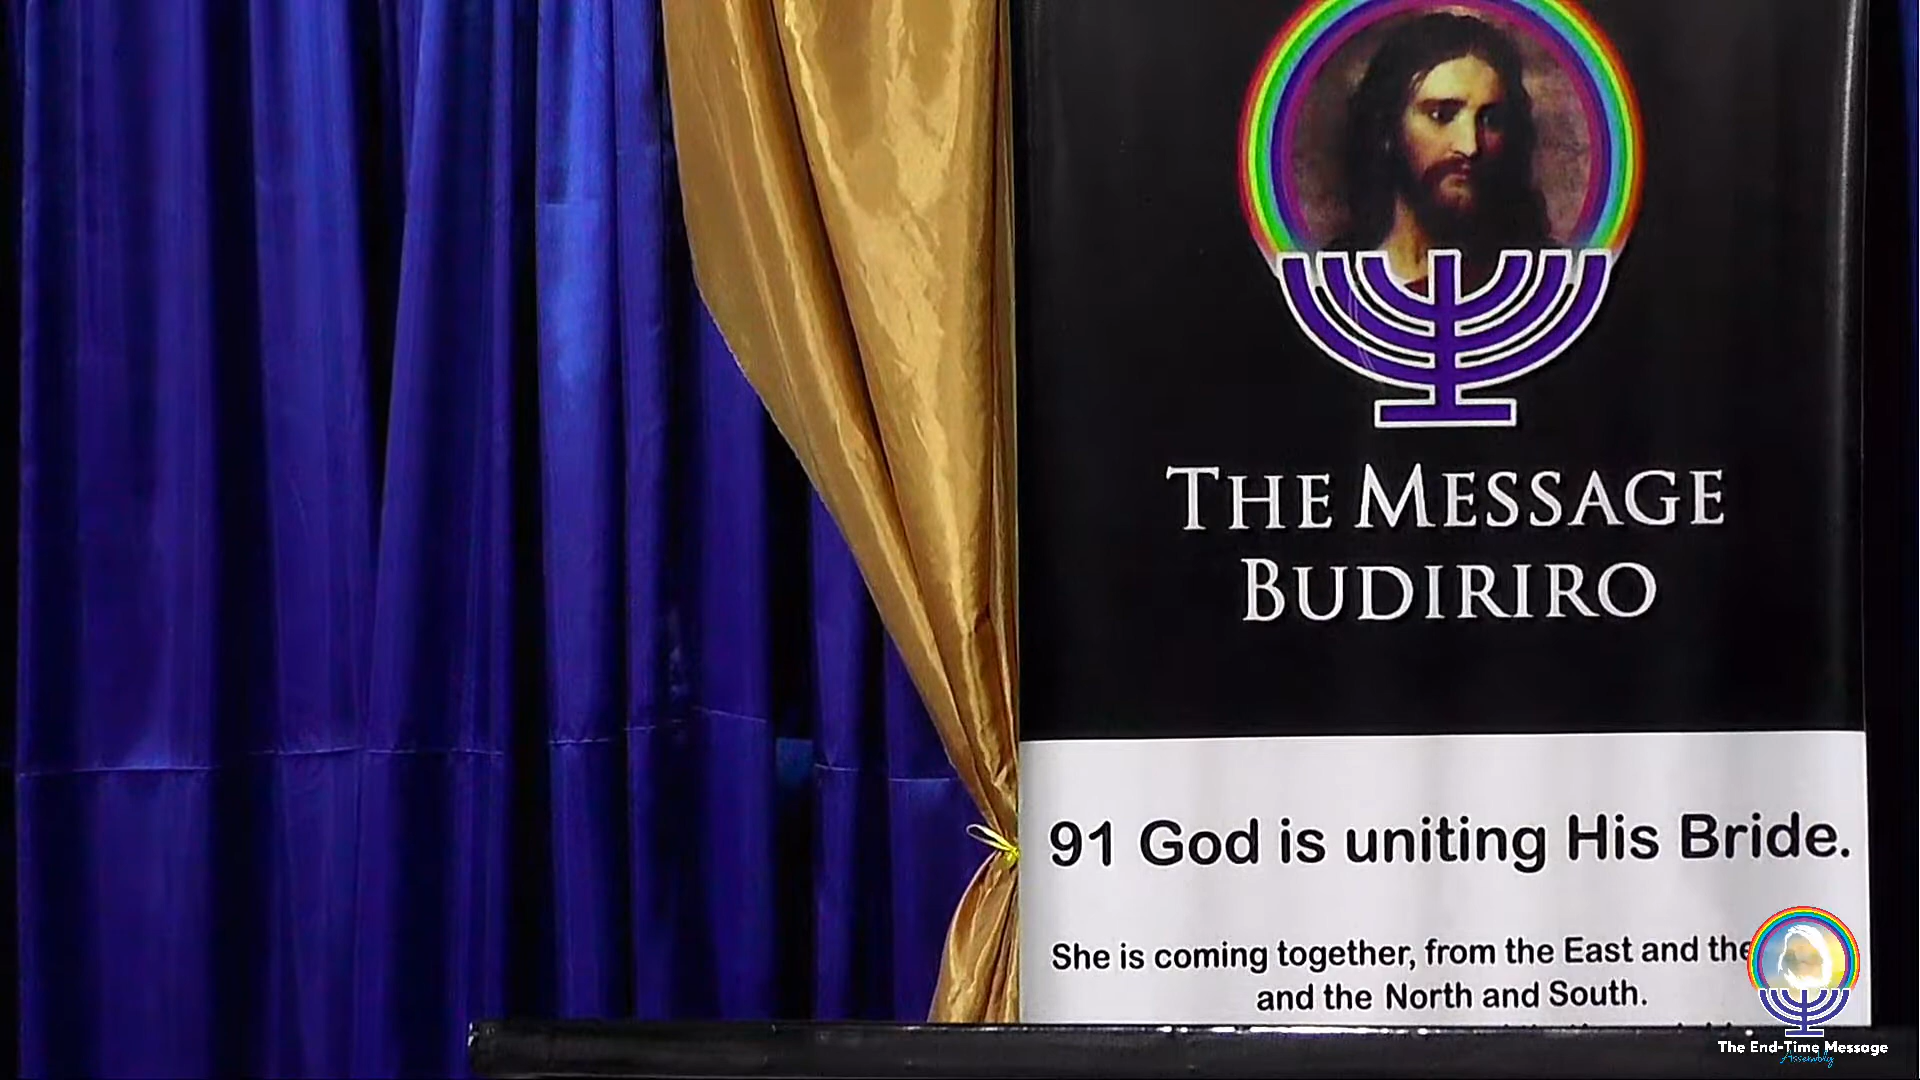 THE MESSAGE
BUDIRIRO
91 God is uniting His Bride.
She is coming together, from the East and the
and the North and South.
The End-Time Message
Assembly